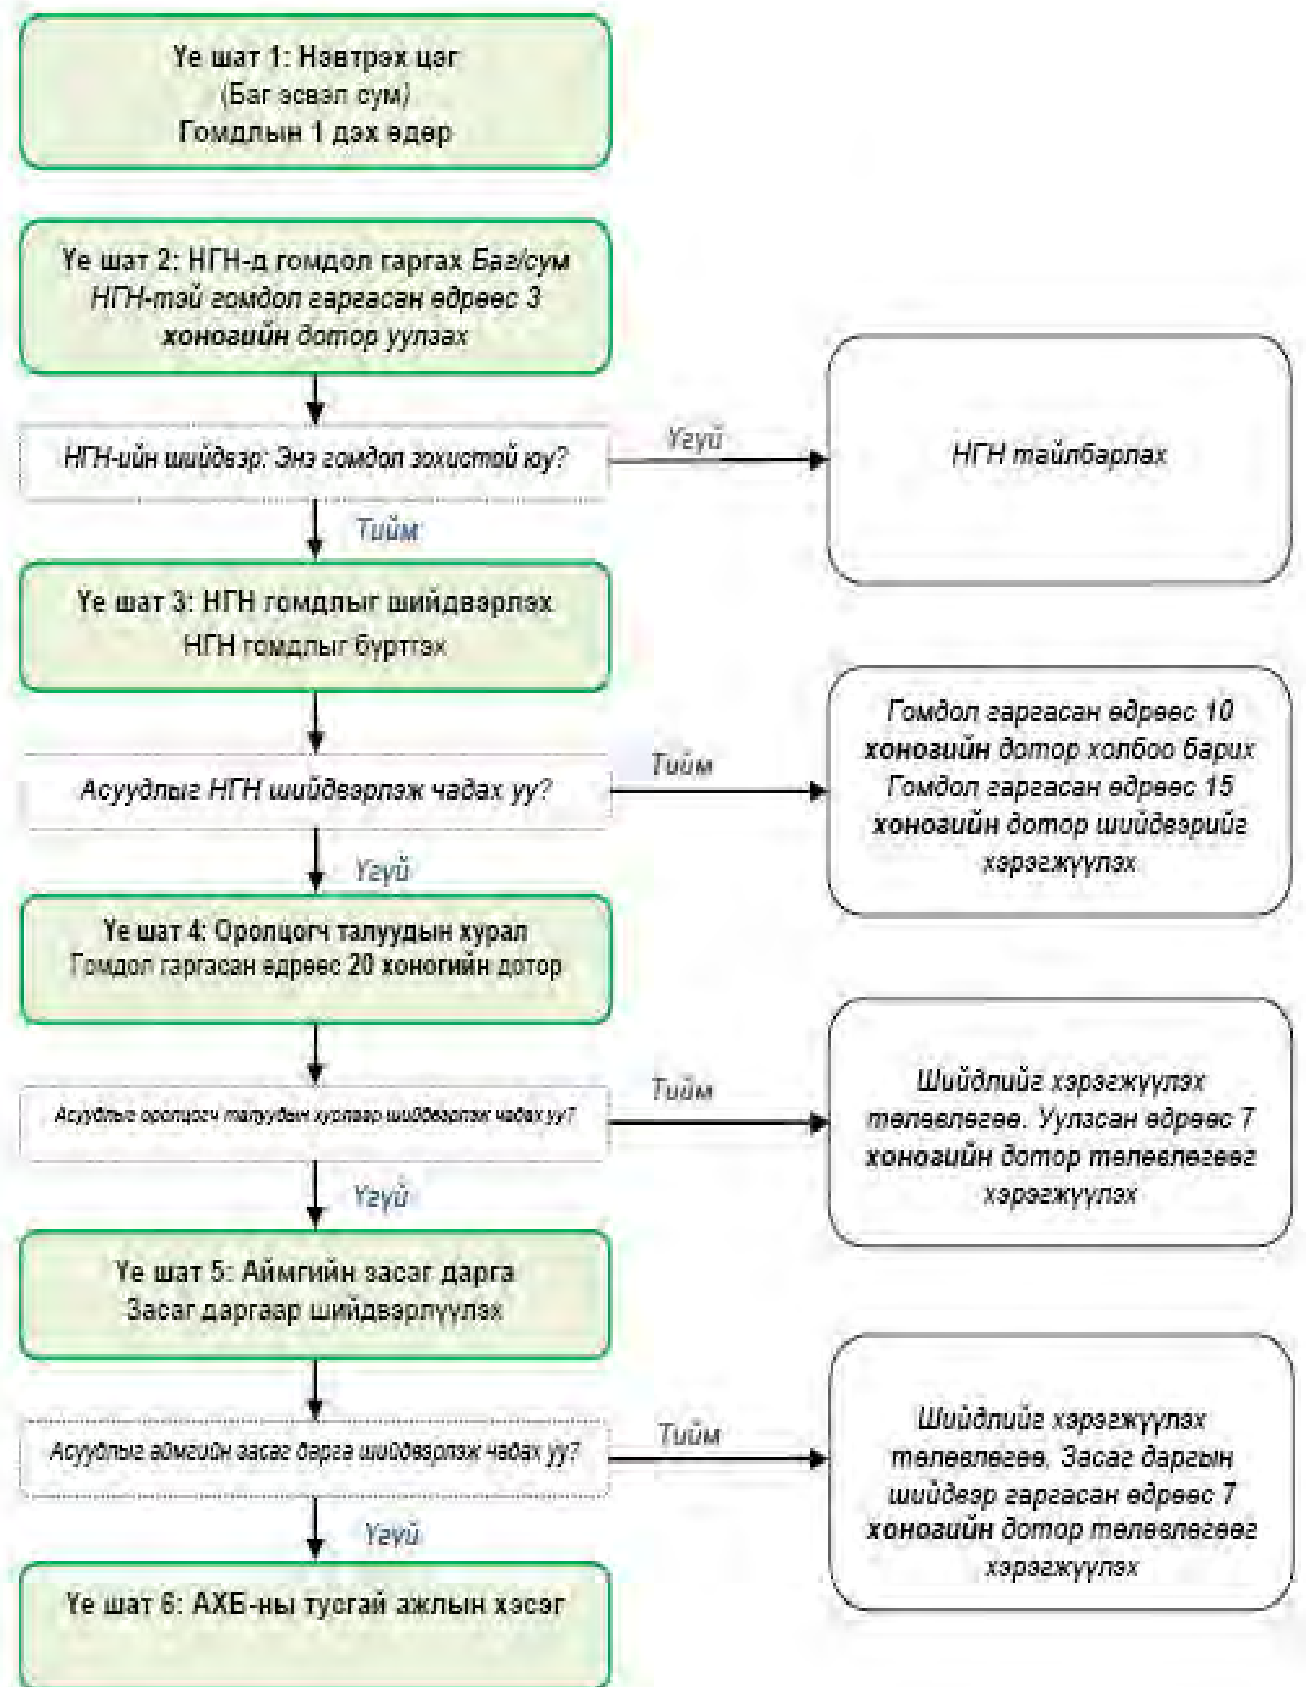 Үе шат 1: Нэвтрэх цэг
(Баг эсвэл сум)
Гомдлын 1 дэх өдөр
Үе шат 2: НГН-д гомдол гаргах Баг/сум
НГН-тэй гомдол гаргасан өдрөөс 3
хоногийн дотор уулзах
НГН-ийн шийдвэр: Энэ гомдол зохистой юу?
Үгүй
НГН тайлбарлах
Тийм
Үе шат 3: НГН гомдлыг шийдвэрлэх
НГН гомдлыг бүртгэх
Асуудлыг НГН шийдвэрлэж чадах уу?
Тийм
Гомдол гаргасан өдрөөс 10
хоногийн дотор холбоо барих
Гомдол гаргасан өдрөөс 15
хоногийн дотор шийдвэрийг
хэрэгжүүлэх
Үгүй
Үе шат 4: Оролцогч талуудын хурал
Гомдол гаргасан өдрөөс 20 хоногийн дотор
Асуудлыг оролцогч талуудын хурлаар шийдвэрлэж чадах уу?
Тийм
Шийдлийг хэрэгжүүлэх
төлөвлөгөө. Уулзсан өдрөөс 7
хоногийн дотор төлөвлөгөөг
хэрэгжүүлэх
Үгүй
Үе шат 5: Аймгийн засаг дарга
Засаг даргаар шийдвэрлүүлэх
Асуудлыг аймгийн засаг дарга шийдвэрлэж чадах уу?
Тийм
Шийдлийг хэрэгжүүлэх
төлөвлөгөө. Засаг даргын
шийдвэр гаргасан өдрөөс 7
хоногийн дотор төлөвлөгөөг
хэрэгжүүлэх
Үгүй
Үе шат 6: АХБ-ны тусгай ажлын хэсэг